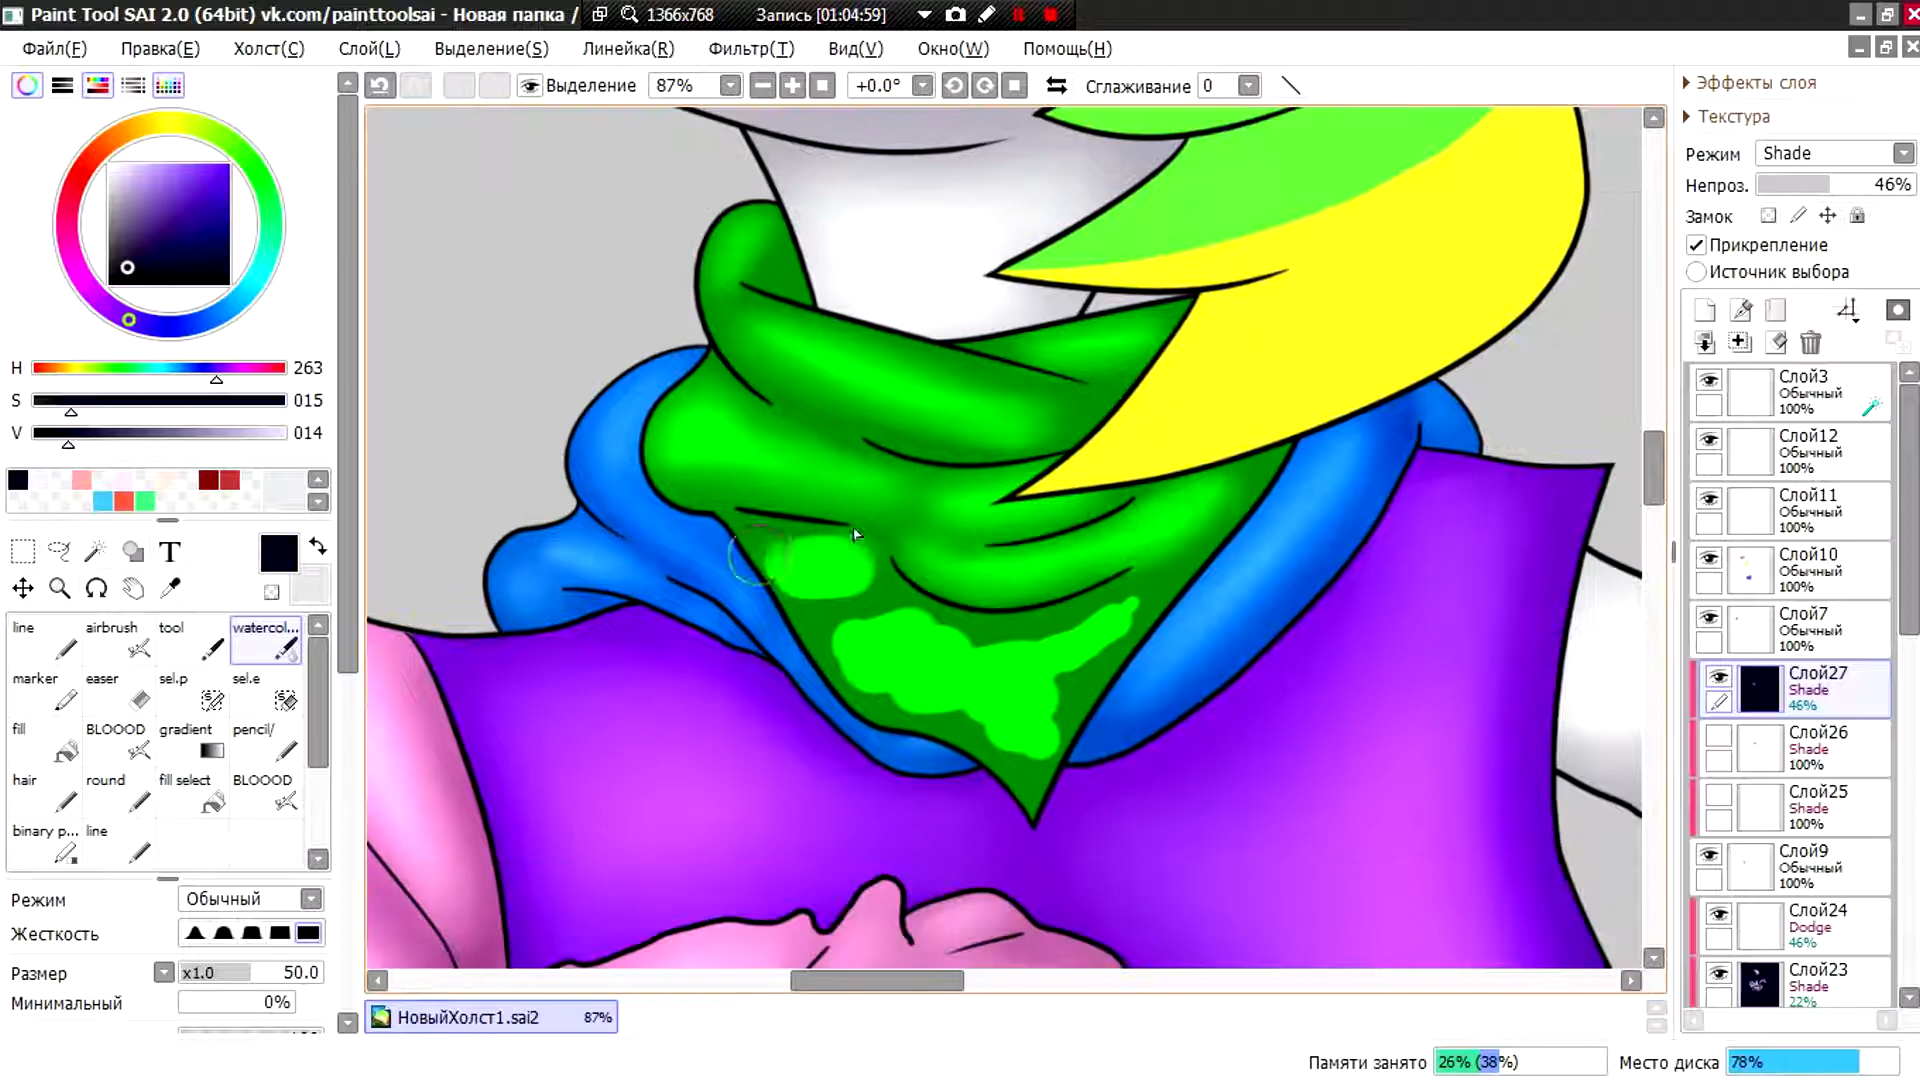 Paint Tool SAI 2.0 (64bit) vk.com/painttoolsai - Новая папка /
1366x768
Запись [01:04:59]
Файл(F) Правка(E) Холст(C) Слой(L) Выделение(S) Линейка(R) Фильтр(T) Вид(V) Окно(W) Помощь(H)
Выделение 87% +0.0° Сглаживание 0
Эффекты слоя
Текстура
Режим Shade
Непроз. 46%
Замок
Прикрепление
Источник выбора
H 263
S 015
V 014
T
line airbrush tool watercol...
marker easer sel.p sel.e
fill BLOOOD gradient pencil/
hair round fill select BLOOOD
binary p... line
Режим Обычный
Жесткость
Размер x1.0 50.0
Минимальный 0%
Слой3
Обычный
100%
Слой12
Обычный
100%
Слой11
Обычный
100%
Слой10
Обычный
100%
Слой7
Обычный
100%
Слой27
Shade
46%
Слой26
Shade
100%
Слой25
Shade
100%
Слой9
Обычный
100%
Слой24
Dodge
46%
Слой23
Shade
22%
НовыйХолст1.sai2 87%
Памяти занято 26% (38%) Место диска 78%